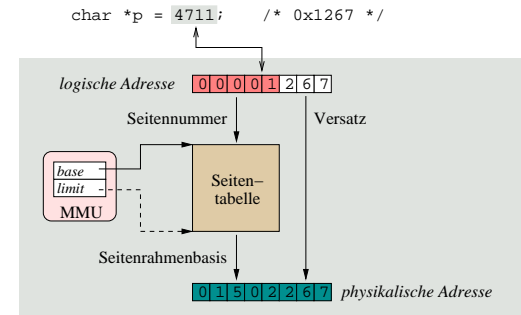 char *p = 4711; /* 0x1267 */
logische Adresse 0 0 0 0 1 2 6 7
Seitennummer Versatz
base
limit
MMU
Seiten–
tabelle
Seitenrahmenbasis
0 1 5 0 2 2 6 7 physikalische Adresse